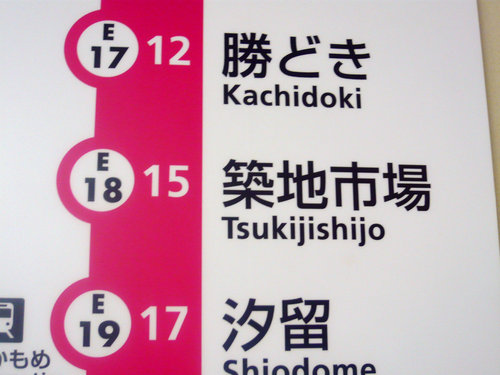 E 17 12 勝どき
Kachidoki
E 18 15 築地市場
Tsukijishijo
E 19 17 汐留
Shiodome
かもめ